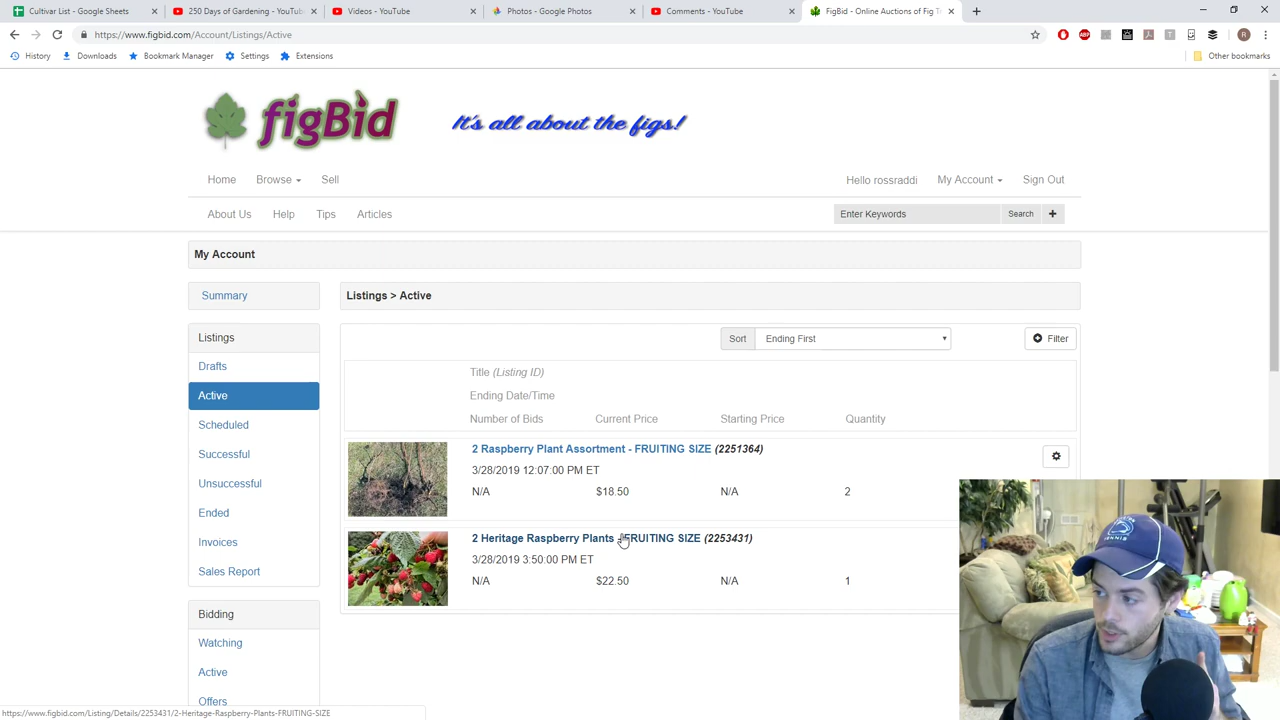 Cultivar List - Google Sheets
250 Days of Gardening - YouTube
Videos - YouTube
Photos - Google Photos
Comments - YouTube
FigBid - Online Auctions of Fig Tr
https://www.figbid.com/Account/Listings/Active
R
History
Downloads
Bookmark Manager
Settings
Extensions
Other bookmarks
figBid
It's all about the figs!
Home
Browse
Sell
Hello rossraddi
My Account
Sign Out
About Us
Help
Tips
Articles
Enter Keywords
Search
My Account
Summary
Listings > Active
Listings
Drafts
Active
Scheduled
Successful
Unsuccessful
Ended
Invoices
Sales Report
Bidding
Watching
Active
Offers
Sort
Ending First
Filter
Title (Listing ID)
Ending Date/Time
Number of Bids Current Price Starting Price Quantity
2 Raspberry Plant Assortment - FRUITING SIZE (2251364)
3/28/2019 12:07:00 PM ET
N/A $18.50 N/A 2
2 Heritage Raspberry Plants - FRUITING SIZE (2253431)
3/28/2019 3:50:00 PM ET
N/A $22.50 N/A 1
TENNIS
https://www.figbid.com/Listing/Details/2253431/2-Heritage-Raspberry-Plants-FRUITING-SIZE